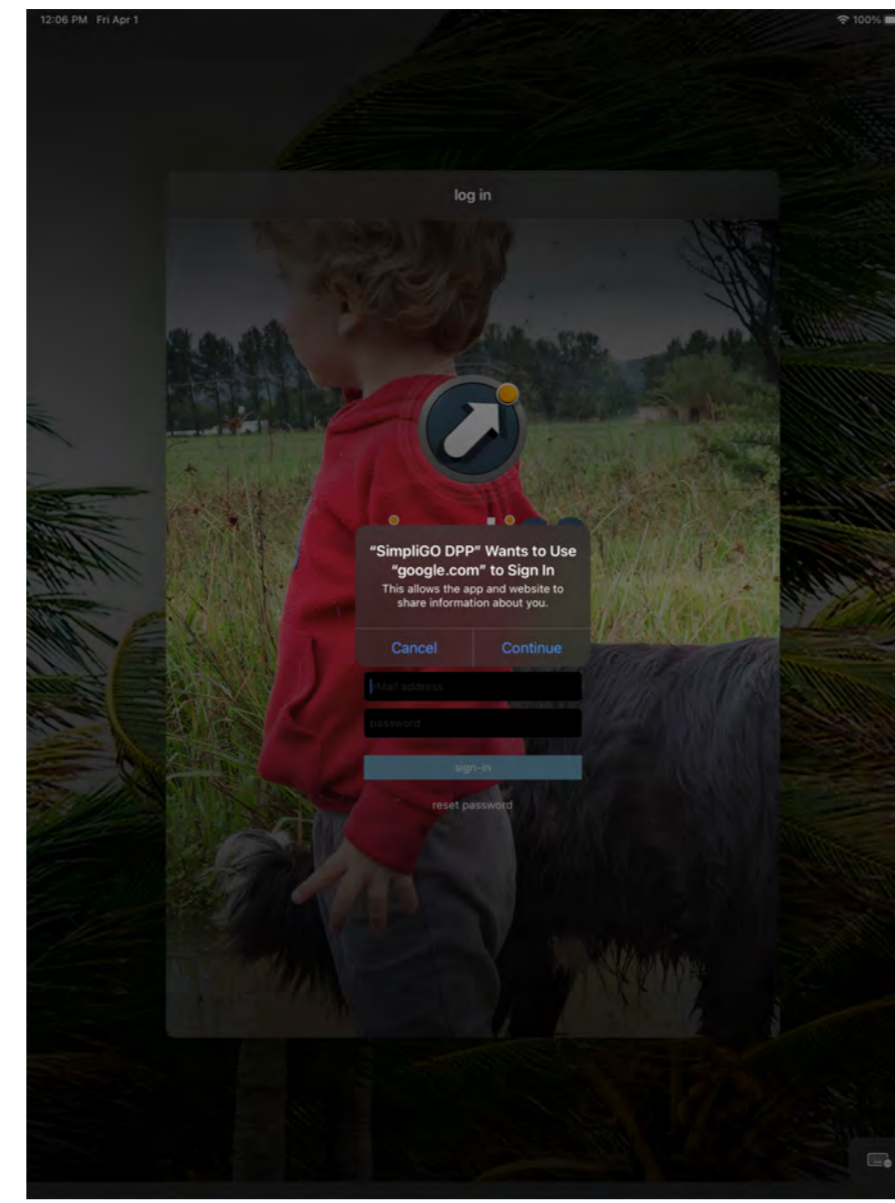 12:06 PM Fri Apr 1
100%
log in
“SimpliGO DPP” Wants to Use
“google.com” to Sign In
This allows the app and website to
share information about you.
Cancel Continue
eMail address
password
sign-in
reset password